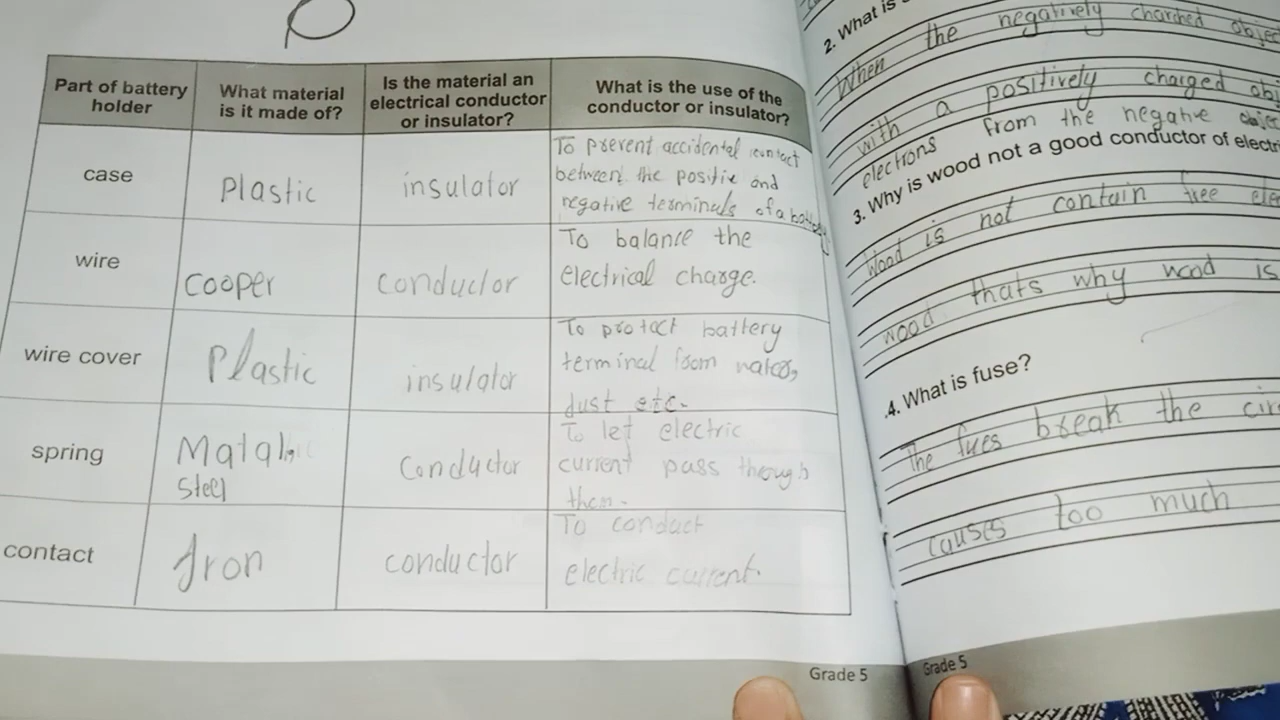 Part of battery holder
What material is it made of?
Is the material an electrical conductor or insulator?
What is the use of the conductor or insulator?
case
Plastic
insulator
To prevent accidental contact
between the positie and
negative terminals of a battery
wire
cooper
conductor
To balance the
electrical charge.
wire cover
Plastic
insulator
To protact battery
terminal
dust etc.
spring
Matal
Steel
Conductor
To let electric
current pass through
them.
contact
Iron
conductor
To conduct
electric current.
Grade 5
2. What is
When the negatively charched
with a positively charged
electrons from the negative
3. Why is wood not a good conductor of
Wood is not contain free
wood thats why wood is
.4. What is fuse?
The fues break the
causes too much
Grade 5